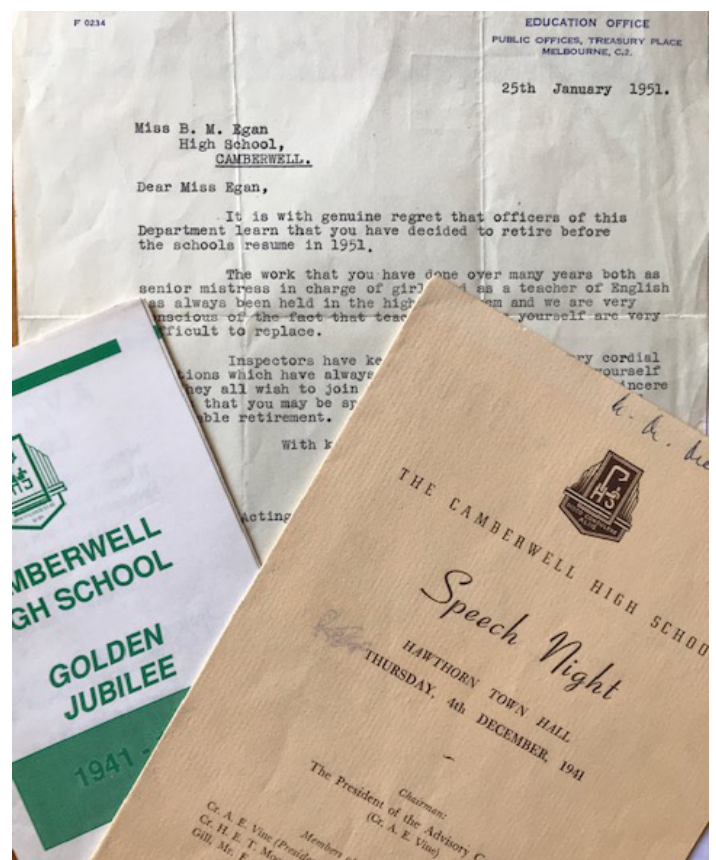 F 0234
EDUCATION OFFICE
PUBLIC OFFICES, TREASURY PLACE
MELBOURNE, C.2.
25th January 1951.
Miss B. M. Egan
High School,
CAMBERWELL.
Dear Miss Egan,
It is with genuine regret that officers of this
Department learn that you have decided to retire before
the schools resume in 1951.
The work that you have done over many years both as
senior mistress in charge of as a teacher of English
always been held in the and we are very
of the fact that yourself are very
to replace.
Inspectors have cordial
which have always yourself
all wish to join
that you may be
retirement.
With
Acting
HIGH SCHOOL
GOLDEN
JUBILEE
1941 -
THE CAMBERWELL HIGH
Speech Night
HAWTHORN TOWN HALL
THURSDAY, 4th DECEMBER, 1941
Chairman:
The President of the Advisory
(Cr. A. E. Vine)
Members
Cr. A. E. Vine
Cr. H. E. T.
Gill, Mr.